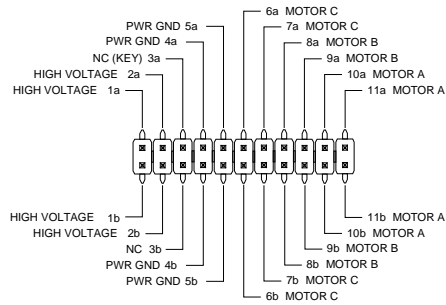 6a MOTOR C
PWR GND 5a
7a MOTOR C
PWR GND 4a
8a MOTOR B
NC (KEY) 3a
9a MOTOR B
HIGH VOLTAGE 2a
10a MOTOR A
HIGH VOLTAGE 1a
11a MOTOR A
HIGH VOLTAGE 1b
11b MOTOR A
HIGH VOLTAGE 2b
10b MOTOR A
NC 3b
9b MOTOR B
PWR GND 4b
8b MOTOR B
PWR GND 5b
7b MOTOR C
6b MOTOR C